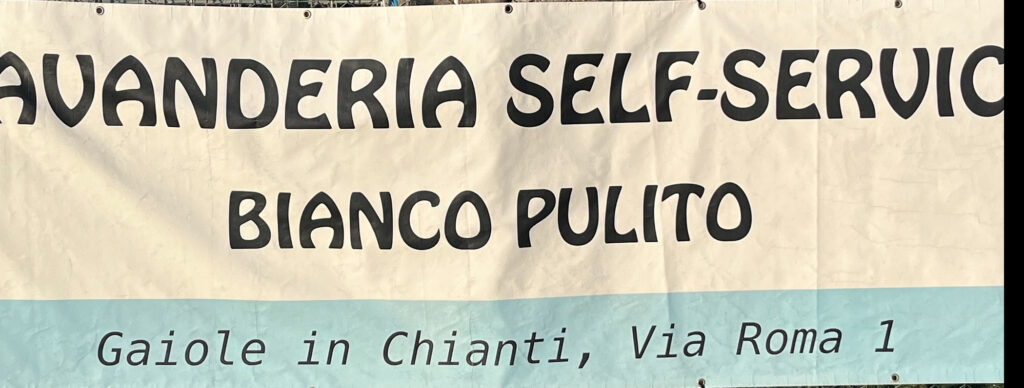 AVANDERIA SELF-SERVIC
BIANCO PULITO
Gaiole in Chianti, Via Roma 1